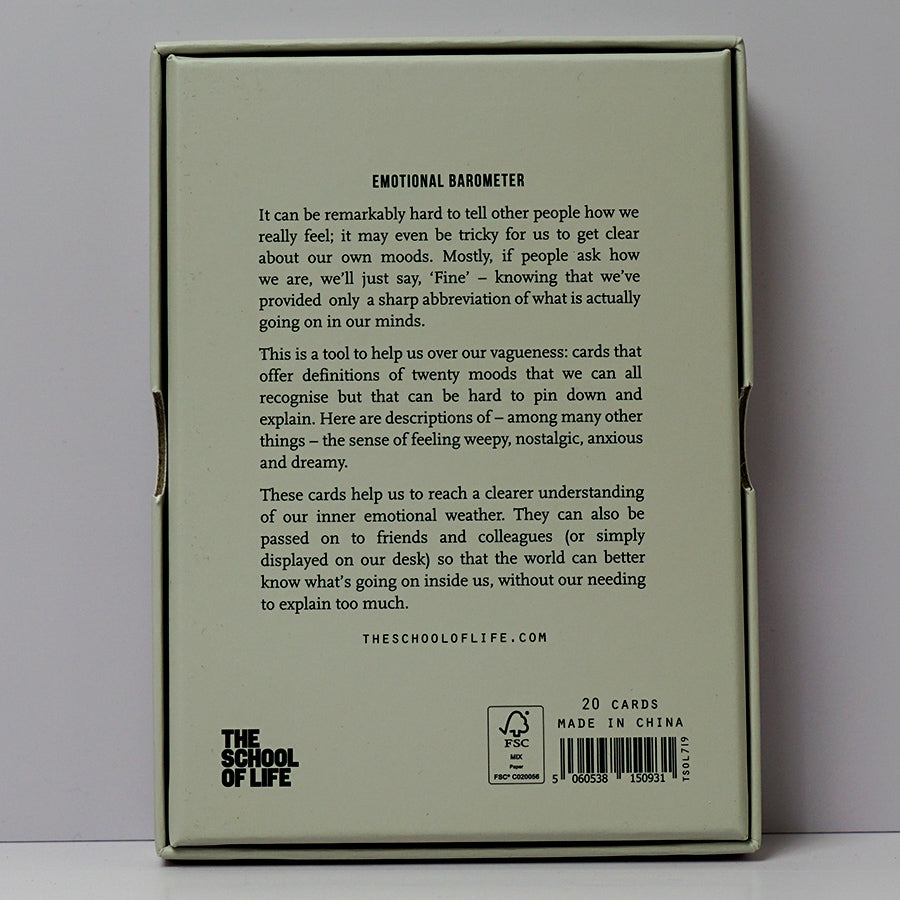 EMOTIONAL BAROMETER
It can be remarkably hard to tell other people how we
really feel; it may even be tricky for us to get clear
about our own moods. Mostly, if people ask how
we are, we'll just say, ‘Fine’ – knowing that we've
provided only a sharp abbreviation of what is actually
going on in our minds.
This is a tool to help us over our vagueness: cards that
offer definitions of twenty moods that we can all
recognise but that can be hard to pin down and
explain. Here are descriptions of – among many other
things – the sense of feeling weepy, nostalgic, anxious
and dreamy.
These cards help us to reach a clearer understanding
of our inner emotional weather. They can also be
passed on to friends and colleagues (or simply
displayed on our desk) so that the world can better
know what's going on inside us, without our needing
to explain too much.
THESCHOOLOFLIFE.COM
THE
SCHOOL
OF LIFE
FSC
MIX
Paper
FSC® C020056
20 CARDS
MADE IN CHINA
5 060538 150931
TSOL719